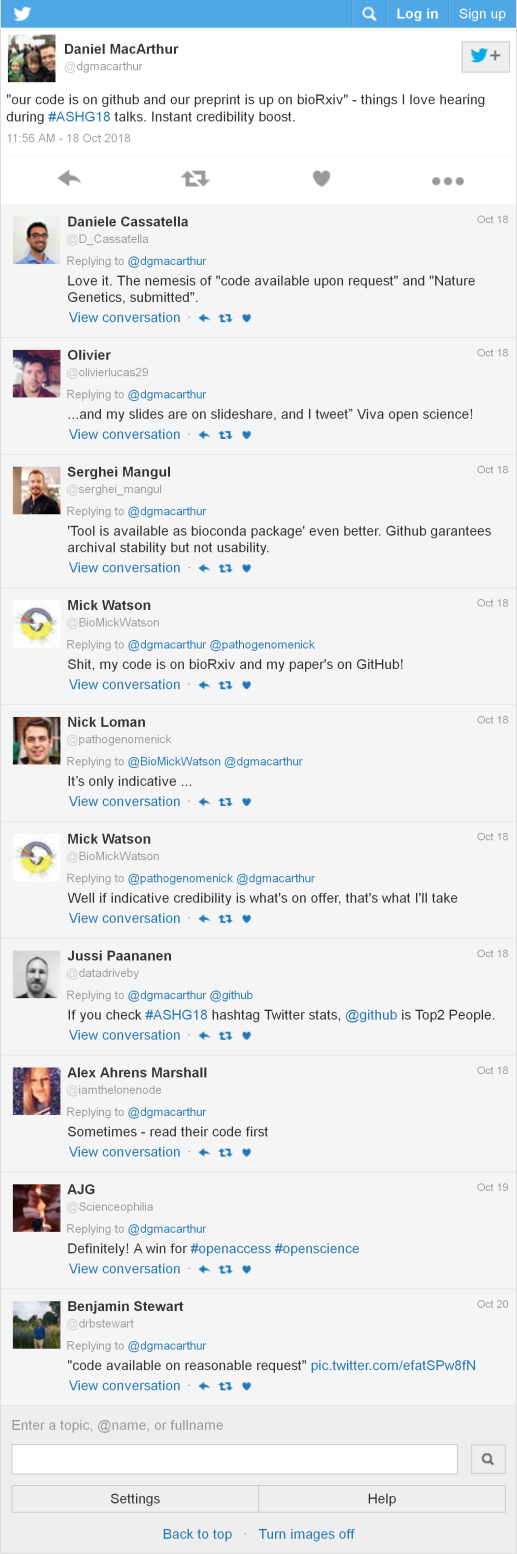 Log in
Sign up
Daniel MacArthur
@dgmacarthur
+
"our code is on github and our preprint is up on bioRxiv" - things I love hearing
during #ASHG18 talks. Instant credibility boost.
11:56 AM - 18 Oct 2018
Daniele Cassatella
Oct 18
@D_Cassatella
Replying to @dgmacarthur
Love it. The nemesis of "code available upon request" and "Nature
Genetics, submitted".
View conversation ·
Olivier
Oct 18
@olivierlucas29
Replying to @dgmacarthur
...and my slides are on slideshare, and I tweet” Viva open science!
View conversation ·
Serghei Mangul
Oct 18
@serghei_mangul
Replying to @dgmacarthur
'Tool is available as bioconda package' even better. Github garantees
archival stability but not usability.
View conversation ·
Mick Watson
Oct 18
@BioMickWatson
Replying to @dgmacarthur @pathogenomenick
Shit, my code is on bioRxiv and my paper's on GitHub!
View conversation ·
Nick Loman
Oct 18
@pathogenomenick
Replying to @BioMickWatson @dgmacarthur
It’s only indicative ...
View conversation ·
Mick Watson
Oct 18
@BioMickWatson
Replying to @pathogenomenick @dgmacarthur
Well if indicative credibility is what's on offer, that's what I'll take
View conversation ·
Jussi Paananen
Oct 18
@datadriveby
Replying to @dgmacarthur @github
If you check #ASHG18 hashtag Twitter stats, @github is Top2 People.
View conversation ·
Alex Ahrens Marshall
Oct 18
@iamthelonenode
Replying to @dgmacarthur
Sometimes - read their code first
View conversation ·
AJG
Oct 19
@Scienceophilia
Replying to @dgmacarthur
Definitely! A win for #openaccess #openscience
View conversation ·
Benjamin Stewart
Oct 20
@drbstewart
Replying to @dgmacarthur
"code available on reasonable request" pic.twitter.com/efatSPw8fN
View conversation ·
Enter a topic, @name, or fullname
Settings
Help
Back to top · Turn images off